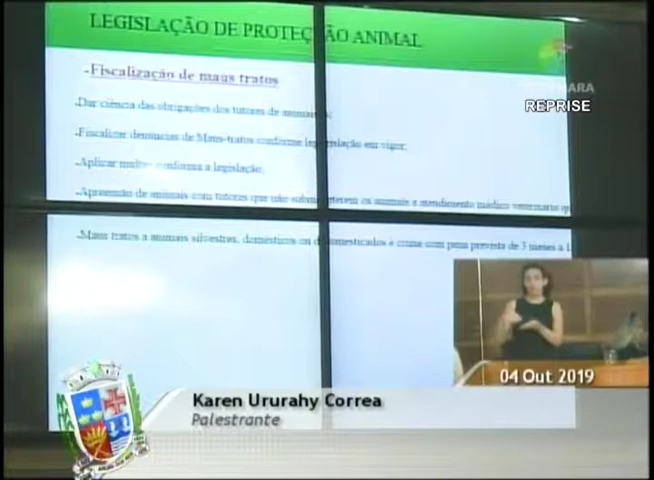 LEGISLAÇÃO DE PROTEÇÃO ANIMAL
-Fiscalização de maus tratos
REPRISE
-Dar ciência das obrigações dos tutores de animais;
-Fiscalizar denuncias de Maus-tratos conforme legislação em vigor;
-Aplicar multas conforma a legislação;
-Apreensão de animais com tutores que não submeterem os animais a atendimento médico veterinário
-Maus tratos a animais silvestres, domésticos ou domesticados é crime com pena prevista de 3 meses a 1
04 Out 2019
Karen Ururahy Correa
Palestrante